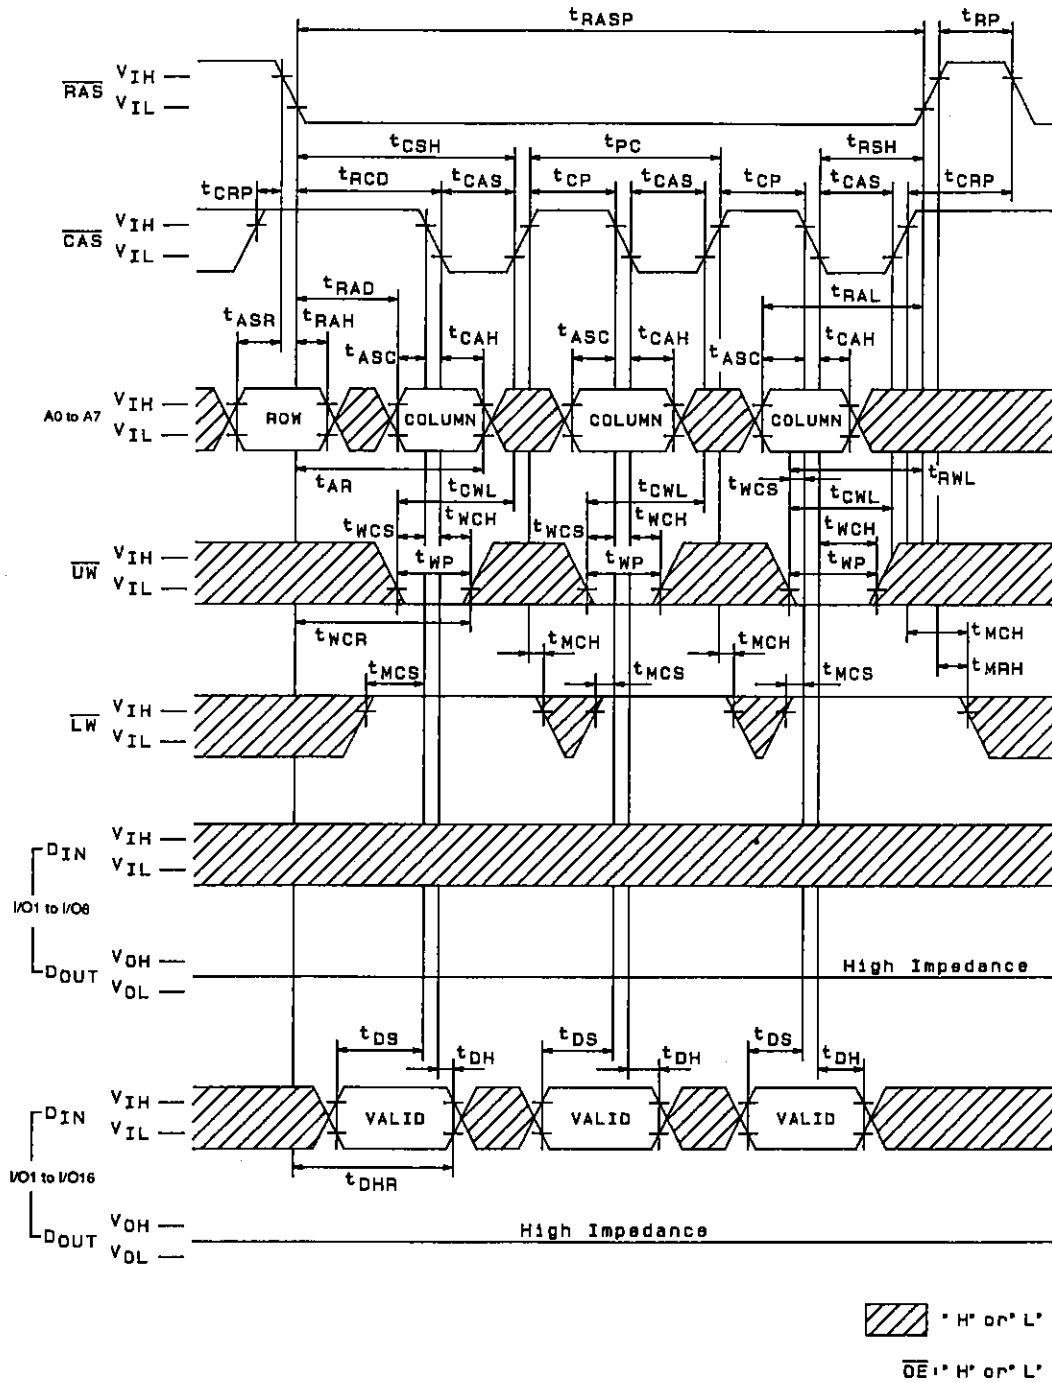 tRASP tRP
RAS VIH
VIL
tCSH tPC tRSH
tCRP tRCD tCAS tCP tCAS tCP tCAS tCRP
CAS VIH
VIL
tRAD tRAL
tASR tRAH tASC tCAH tASC tCAH tASC tCAH
A0 to A7 VIH
VIL
ROW COLUMN COLUMN COLUMN
tAR tCWL tCWL tWCS tCWL tRWL
tWCS tWCH tWCS tWCH tWCH
tWP tWP tWP
UW VIH
VIL
tWCR tMCH tMCH tMCH
tMCS tMCS tMCS tMRH
LW VIH
VIL
DIN VIH
VIL
I/O1 to I/O8
DOUT VOH
VOL
High Impedance
tDS tDH tDS tDH tDS tDH
DIN VIH
VIL
VALID VALID VALID
I/O1 to I/O16
tDHR
DOUT VOH
VOL
High Impedance
"H" or "L"
OE: "H" or "L"